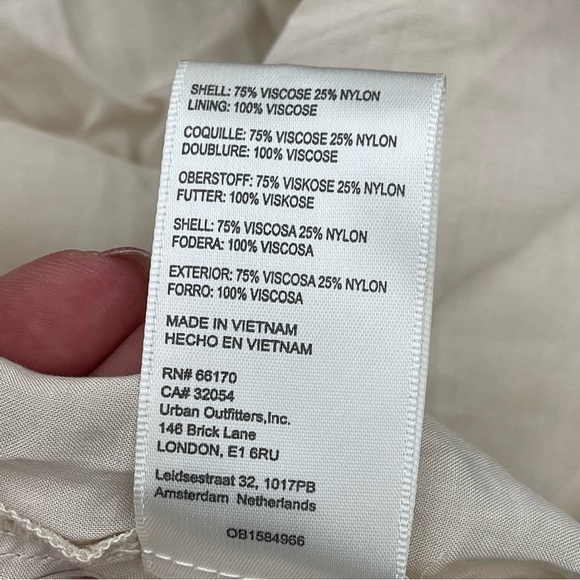 SHELL: 75% VISCOSE 25% NYLON
LINING: 100% VISCOSE
COQUILLE: 75% VISCOSE 25% NYLON
DOUBLURE: 100% VISCOSE
OBERSTOFF: 75% VISKOSE 25% NYLON
FUTTER: 100% VISKOSE
SHELL: 75% VISCOSA 25% NYLON
FODERA: 100% VISCOSA
EXTERIOR: 75% VISCOSA 25% NYLON
FORRO: 100% VISCOSA
MADE IN VIETNAM
HECHO EN VIETNAM
RN# 66170
CA# 32054
Urban Outfitters,Inc.
146 Brick Lane
LONDON, E1 6RU
Leidsestraat 32, 1017PB
Amsterdam Netherlands
OB1584966